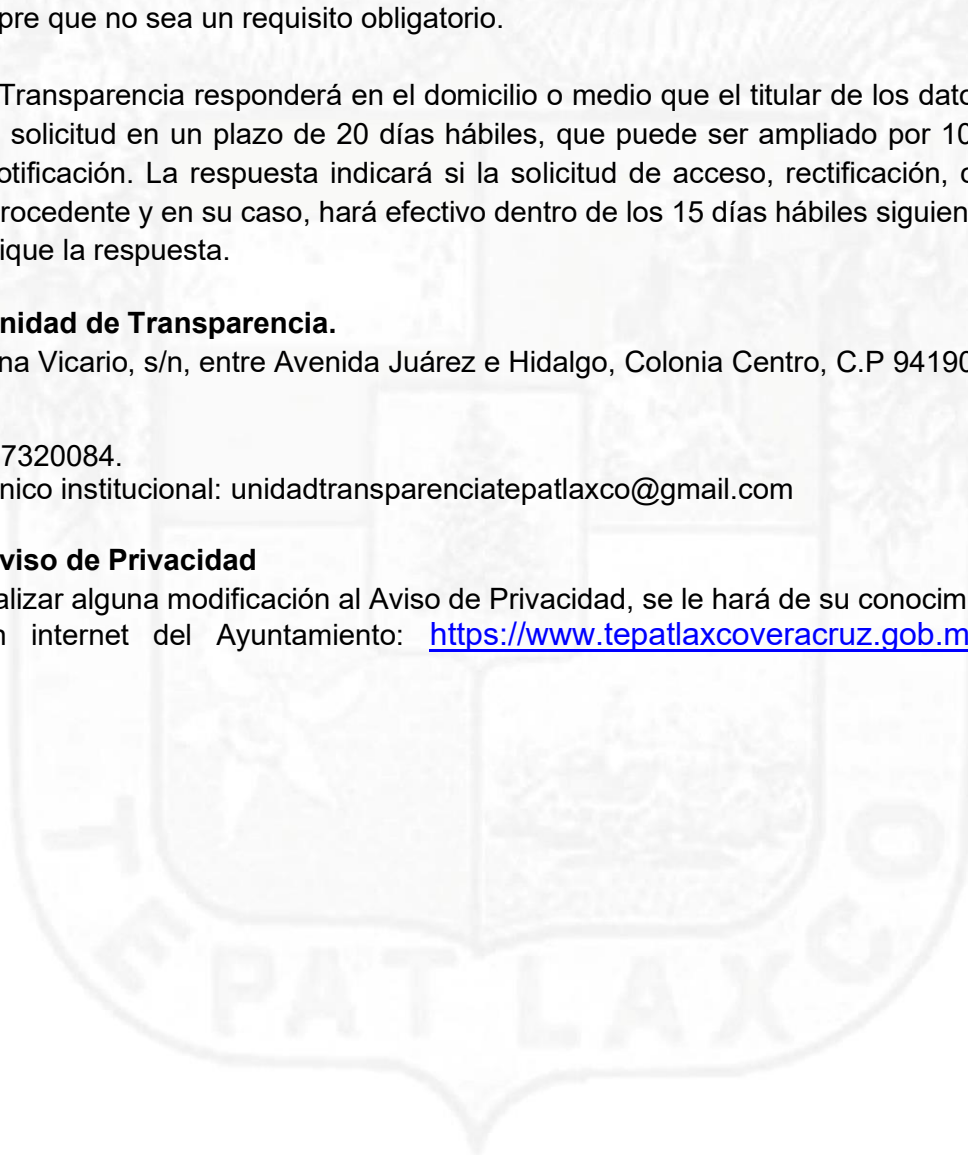 pre que no sea un requisito obligatorio.
Transparencia responderá en el domicilio o medio que el titular de los dato
solicitud en un plazo de 20 días hábiles, que puede ser ampliado por 10
otificación. La respuesta indicará si la solicitud de acceso, rectificación, c
rocedente y en su caso, hará efectivo dentro de los 15 días hábiles siguien
ique la respuesta.
nidad de Transparencia.
na Vicario, s/n, entre Avenida Juárez e Hidalgo, Colonia Centro, C.P 94190
7320084.
nico institucional: unidadtransparenciatepatlaxco@gmail.com
viso de Privacidad
alizar alguna modificación al Aviso de Privacidad, se le hará de su conocim
n internet del Ayuntamiento: https://www.tepatlaxcoveracruz.gob.m
TEPATLAXCO